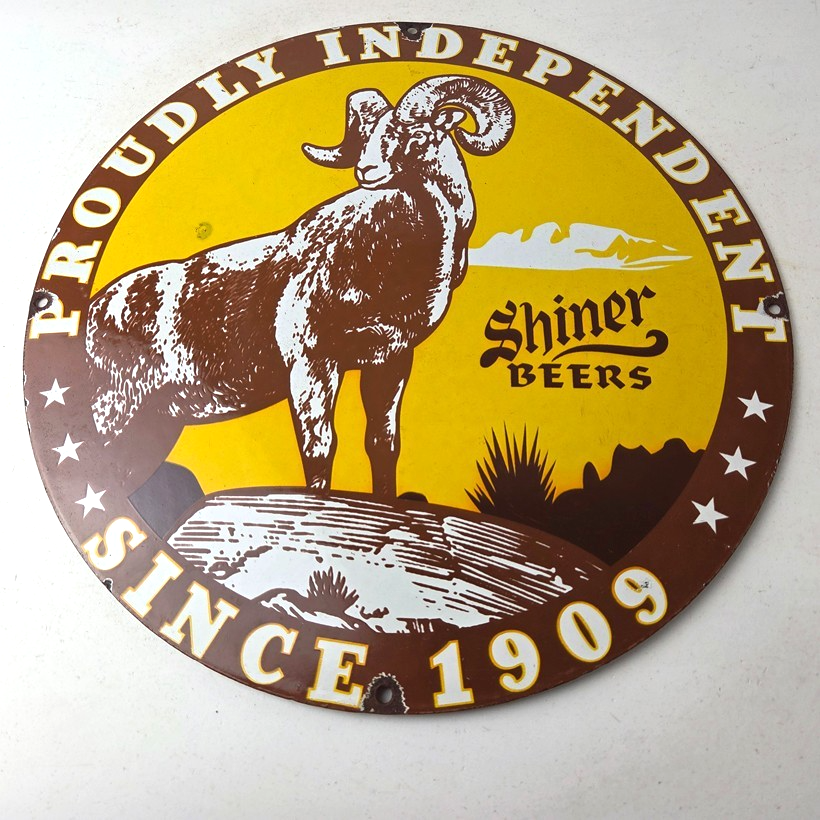 PROUDLY INDEPENDENT
Shiner
BEERS
SINCE 1909